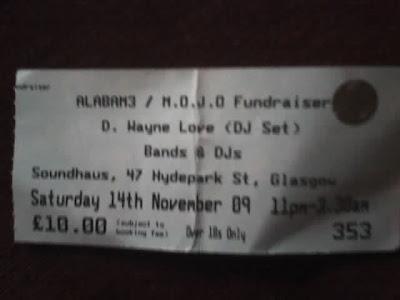 fundraiser
ALABAM3 / M.O.J.O Fundraiser
D. Wayne Love (DJ Set)
Bands & DJs
Soundhaus, 47 Hydepark St, Glasgow
Saturday 14th November 09 11pm-3.30am
£10.00 (subject to booking fee) Over 18s Only 353